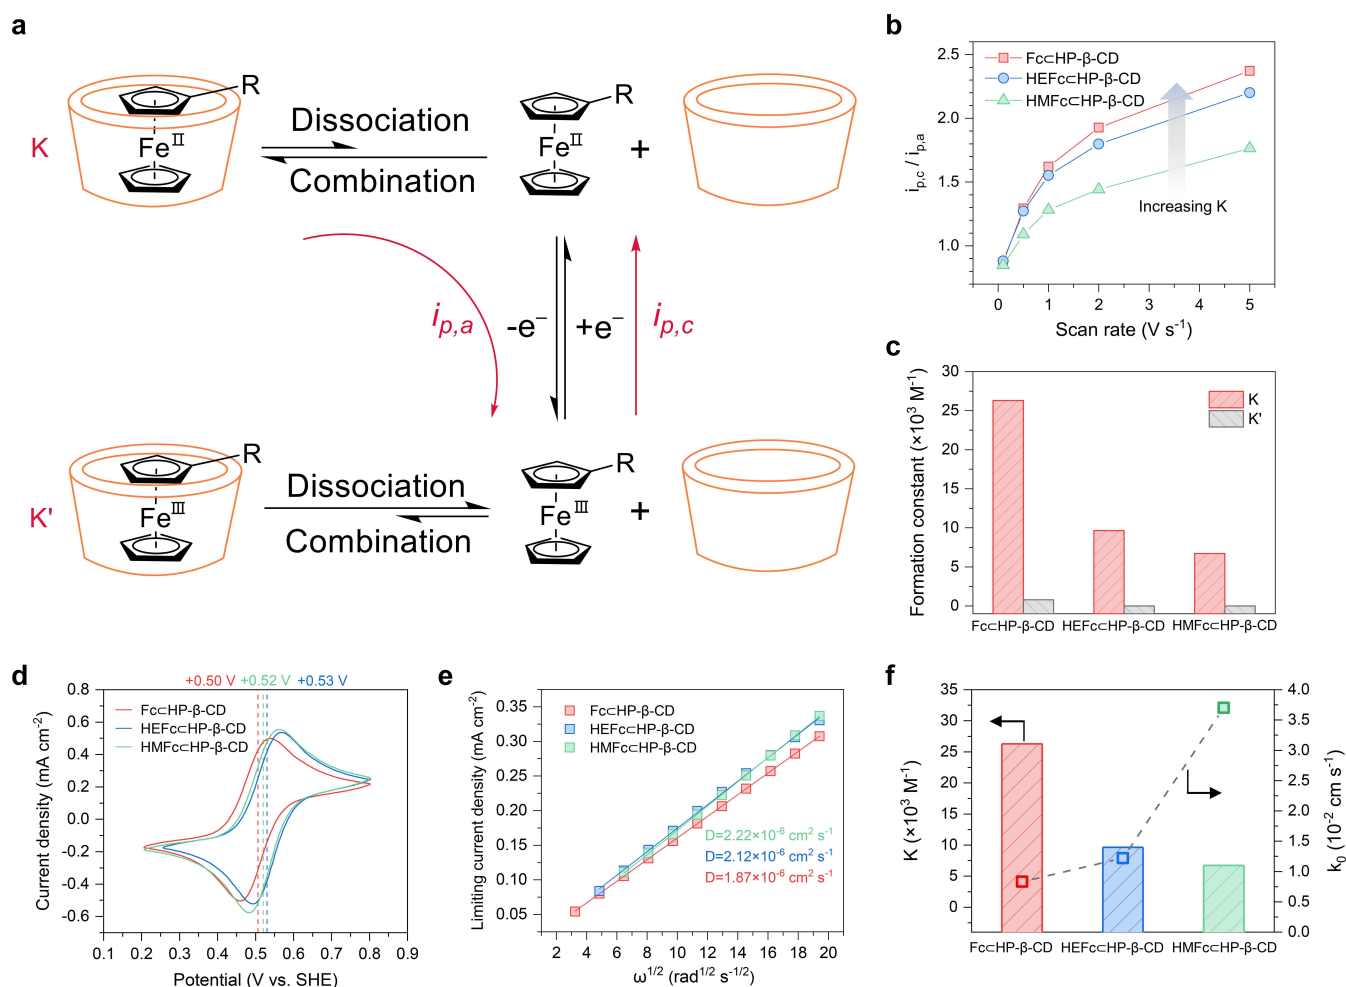 a
R
Fe
II
K
Dissociation
Combination
R
Fe
II
+
i p,a
-e⁻
+e⁻
i p,c
R
Fe
III
K'
Dissociation
Combination
R
Fe
III
+
b
i p,c / i p,a
2.5
2.0
1.5
1.0
Fc⊂HP-β-CD
HEFc⊂HP-β-CD
HMFc⊂HP-β-CD
Increasing K
0 1 2 3 4 5
Scan rate (V s⁻¹)
c
Formation constant (×10³ M⁻¹)
30
25
20
15
10
5
0
K
K'
Fc⊂HP-β-CD HEFc⊂HP-β-CD HMFc⊂HP-β-CD
d
+0.50 V +0.52 V +0.53 V
Current density (mA cm⁻²)
0.8
0.6
0.4
0.2
0.0
-0.2
-0.4
-0.6
Fc⊂HP-β-CD
HEFc⊂HP-β-CD
HMFc⊂HP-β-CD
0.1 0.2 0.3 0.4 0.5 0.6 0.7 0.8 0.9
Potential (V vs. SHE)
e
Limiting current density (mA cm⁻²)
0.35
0.30
0.25
0.20
0.15
0.10
0.05
Fc⊂HP-β-CD
HEFc⊂HP-β-CD
HMFc⊂HP-β-CD
D=2.22×10⁻⁶ cm² s⁻¹
D=2.12×10⁻⁶ cm² s⁻¹
D=1.87×10⁻⁶ cm² s⁻¹
2 4 6 8 10 12 14 16 18 20
ω¹ᐟ² (rad¹ᐟ² s⁻¹ᐟ²)
f
K (×10³ M⁻¹)
35
30
25
20
15
10
5
0
4.0
3.5
3.0
2.5
2.0
1.5
1.0
0.5
0.0
k₀ (10⁻² cm s⁻¹)
Fc⊂HP-β-CD HEFc⊂HP-β-CD HMFc⊂HP-β-CD